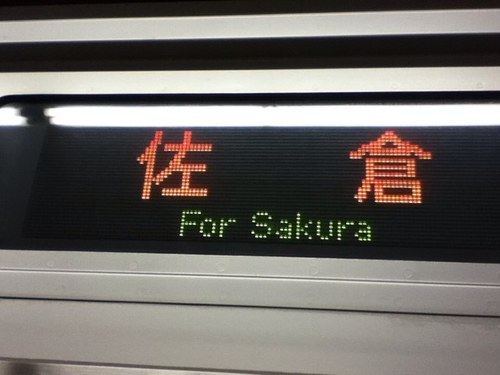 佐倉
For Sakura